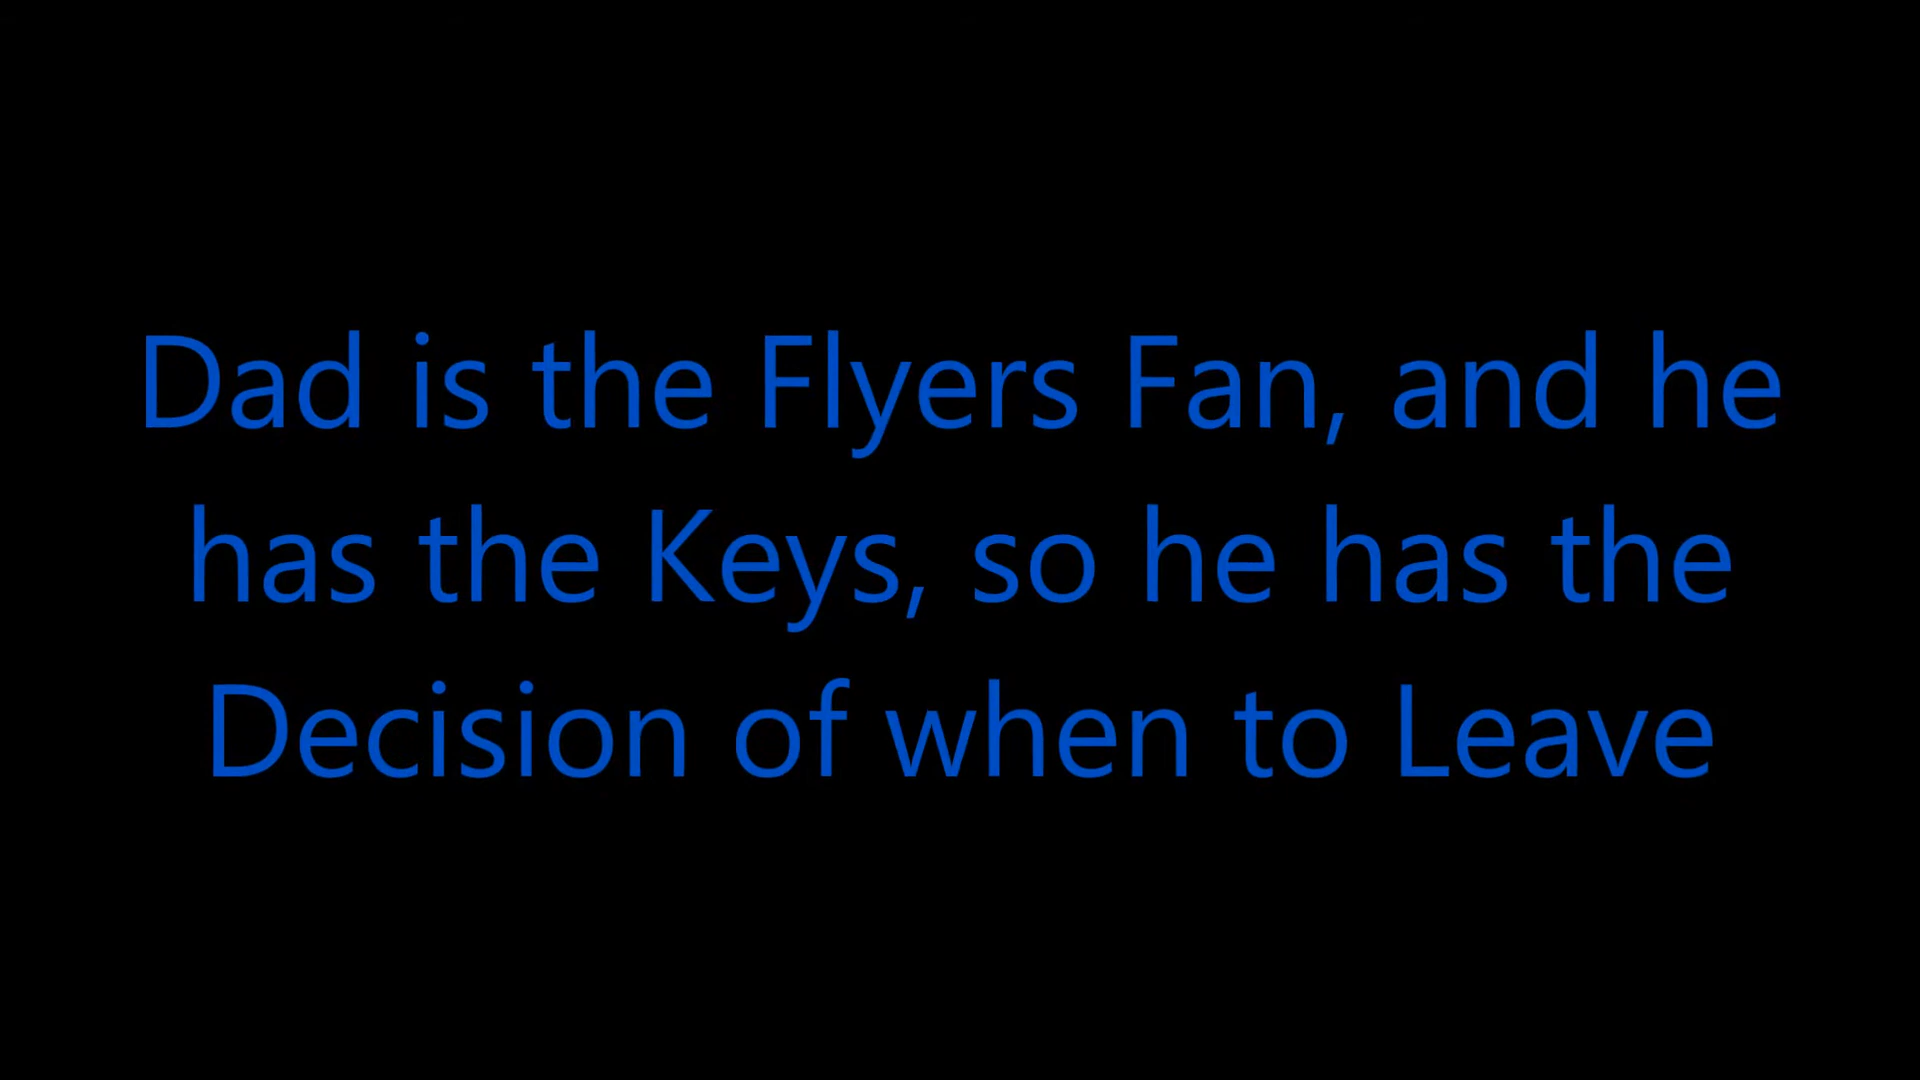 Dad is the Flyers Fan, and he
has the Keys, so he has the
Decision of when to Leave